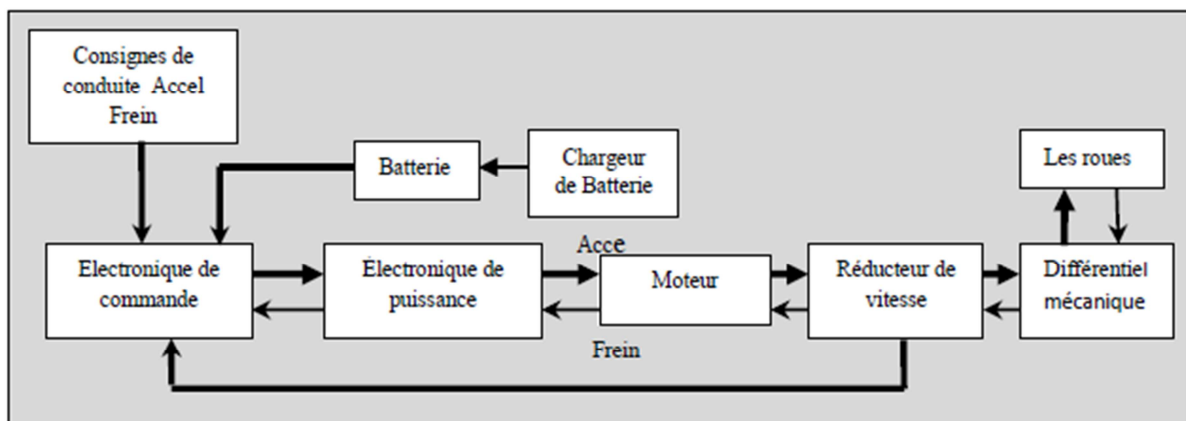 Consignes de
conduite Accel
Frein
Batterie
Chargeur
de Batterie
Les roues
Acce
Electronique de
commande
Électronique de
puissance
Moteur
Réducteur de
vitesse
Différentiel
mécanique
Frein